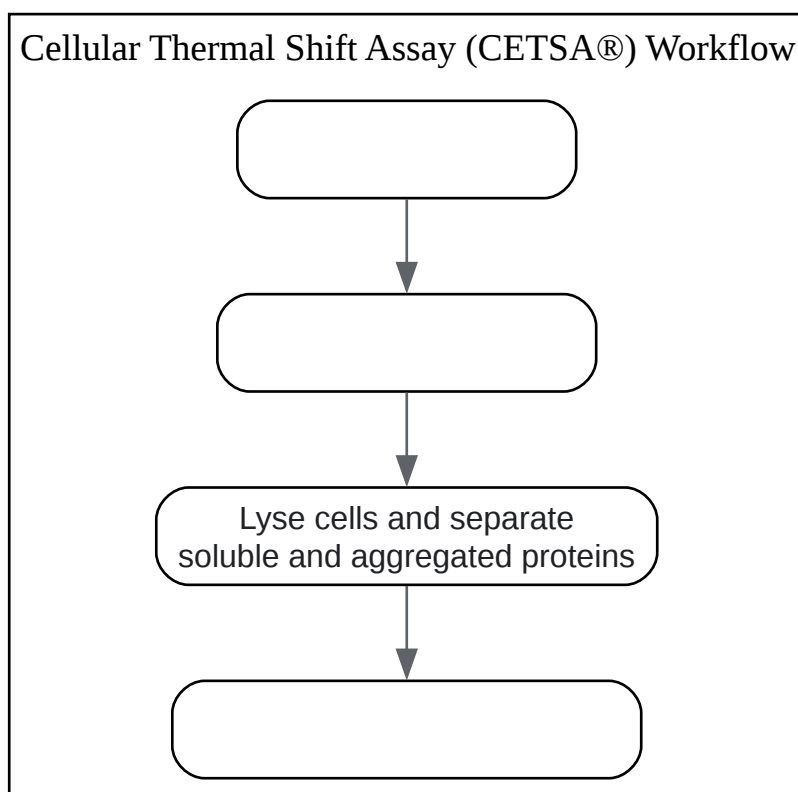 Cellular Thermal Shift Assay (CETSA®) Workflow
Lyse cells and separate
soluble and aggregated proteins